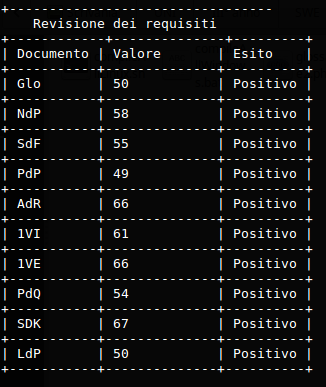 Revisione dei requisiti
Documento | Valore | Esito
Glo | 50 | Positivo
NdP | 58 | Positivo
SdF | 55 | Positivo
PdP | 49 | Positivo
AdR | 66 | Positivo
1VI | 61 | Positivo
1VE | 66 | Positivo
PdQ | 54 | Positivo
SDK | 67 | Positivo
LdP | 50 | Positivo